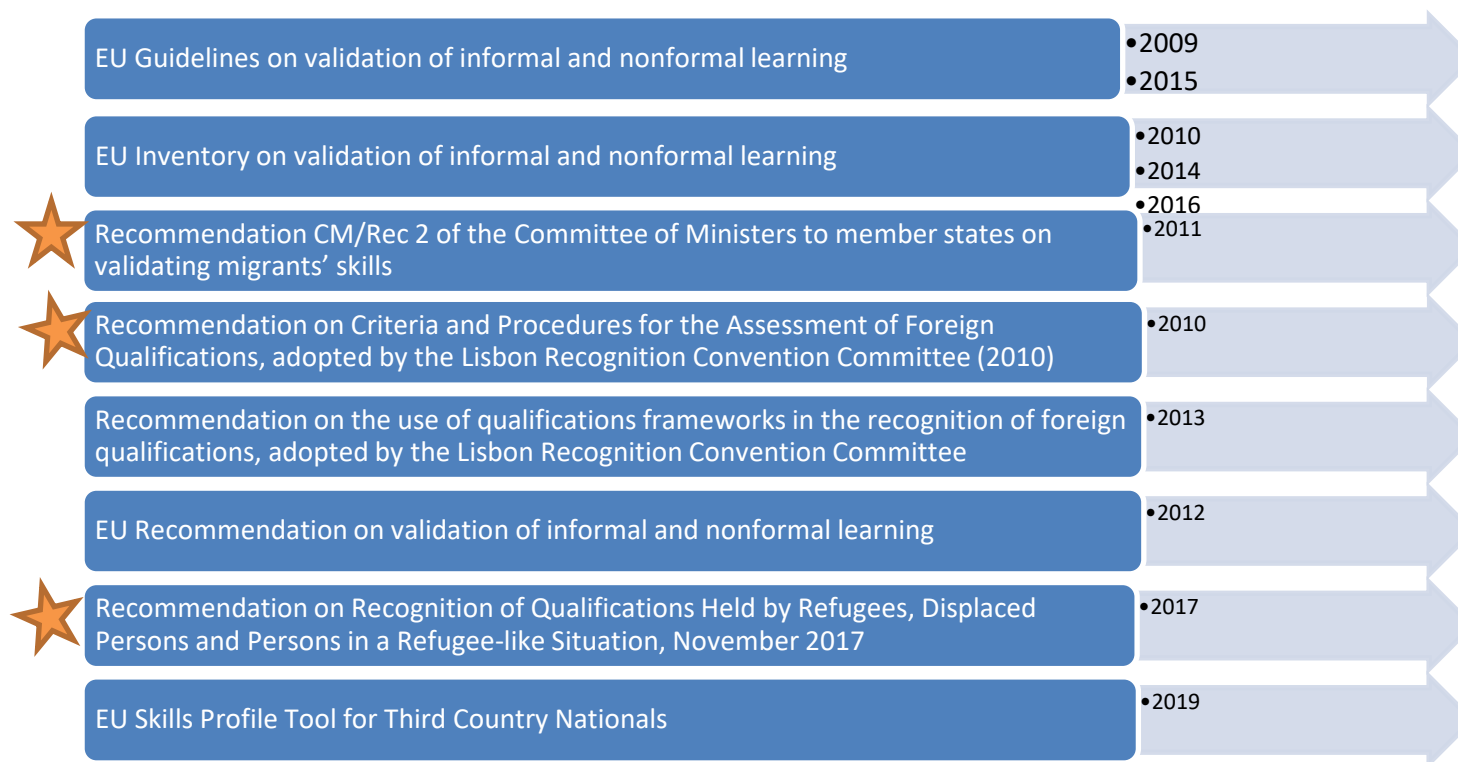 EU Guidelines on validation of informal and nonformal learning
•2009
•2015
EU Inventory on validation of informal and nonformal learning
•2010
•2014
•2016
Recommendation CM/Rec 2 of the Committee of Ministers to member states on
validating migrants’ skills
•2011
Recommendation on Criteria and Procedures for the Assessment of Foreign
Qualifications, adopted by the Lisbon Recognition Convention Committee (2010)
•2010
Recommendation on the use of qualifications frameworks in the recognition of foreign
qualifications, adopted by the Lisbon Recognition Convention Committee
•2013
EU Recommendation on validation of informal and nonformal learning
•2012
Recommendation on Recognition of Qualifications Held by Refugees, Displaced
Persons and Persons in a Refugee-like Situation, November 2017
•2017
EU Skills Profile Tool for Third Country Nationals
•2019